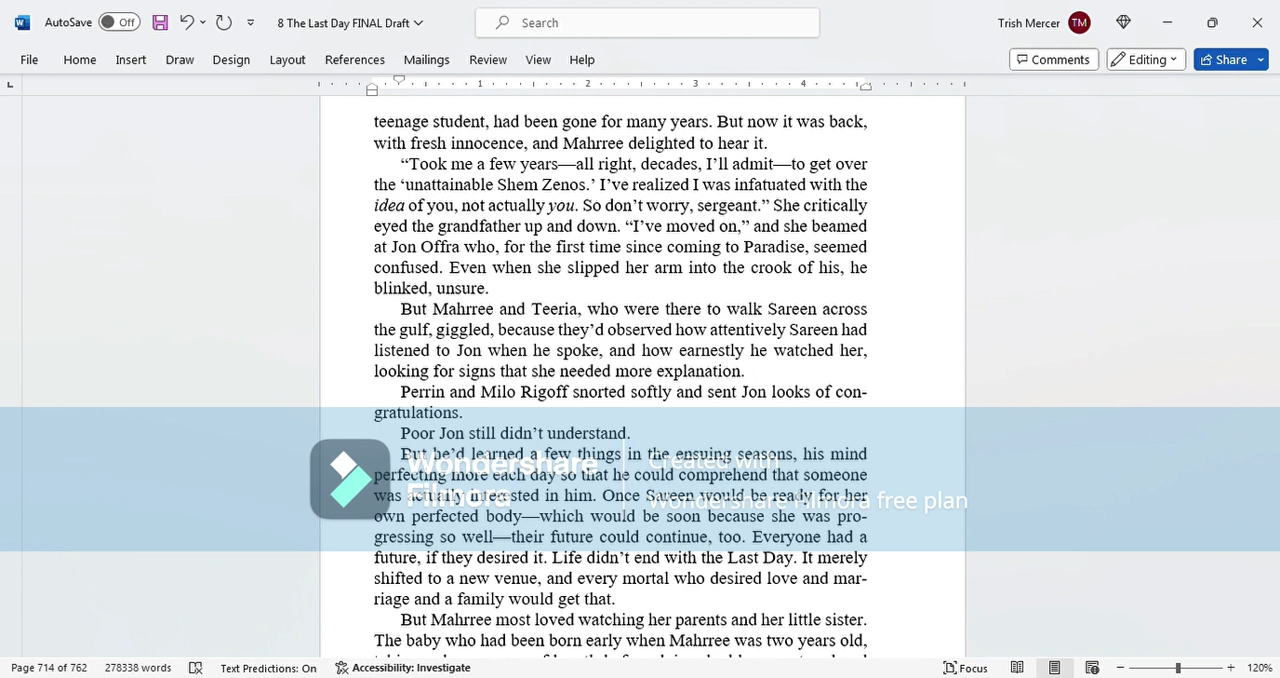 AutoSave Off 8 The Last Day FINAL Draft Search Trish Mercer TM
File Home Insert Draw Design Layout References Mailings Review View Help Comments Editing Share
1 2 3 4
teenage student, had been gone for many years. But now it was back,
with fresh innocence, and Mahrree delighted to hear it.
“Took me a few years—all right, decades, I’ll admit—to get over
the ‘unattainable Shem Zenos.’ I’ve realized I was infatuated with the
idea of you, not actually you. So don’t worry, sergeant.” She critically
eyed the grandfather up and down. “I’ve moved on,” and she beamed
at Jon Offra who, for the first time since coming to Paradise, seemed
confused. Even when she slipped her arm into the crook of his, he
blinked, unsure.
But Mahrree and Teeria, who were there to walk Sareen across
the gulf, giggled, because they’d observed how attentively Sareen had
listened to Jon when he spoke, and how earnestly he watched her,
looking for signs that she needed more explanation.
Perrin and Milo Rigoff snorted softly and sent Jon looks of con-
gratulations.
Poor Jon still didn’t understand.
But he’d learned a few things in the ensuing seasons, his mind
perfecting more each day so that he could comprehend that someone
was actually interested in him. Once Sareen would be ready for her
own perfected body—which would be soon because she was pro-
gressing so well—their future could continue, too. Everyone had a
future, if they desired it. Life didn’t end with the Last Day. It merely
shifted to a new venue, and every mortal who desired love and mar-
riage and a family would get that.
But Mahrree most loved watching her parents and her little sister.
The baby who had been born early when Mahrree was two years old,
Wondershare
Filmora
Created with
Wondershare Filmora free plan
Page 714 of 762 278338 words Text Predictions: On Accessibility: Investigate Focus 120%